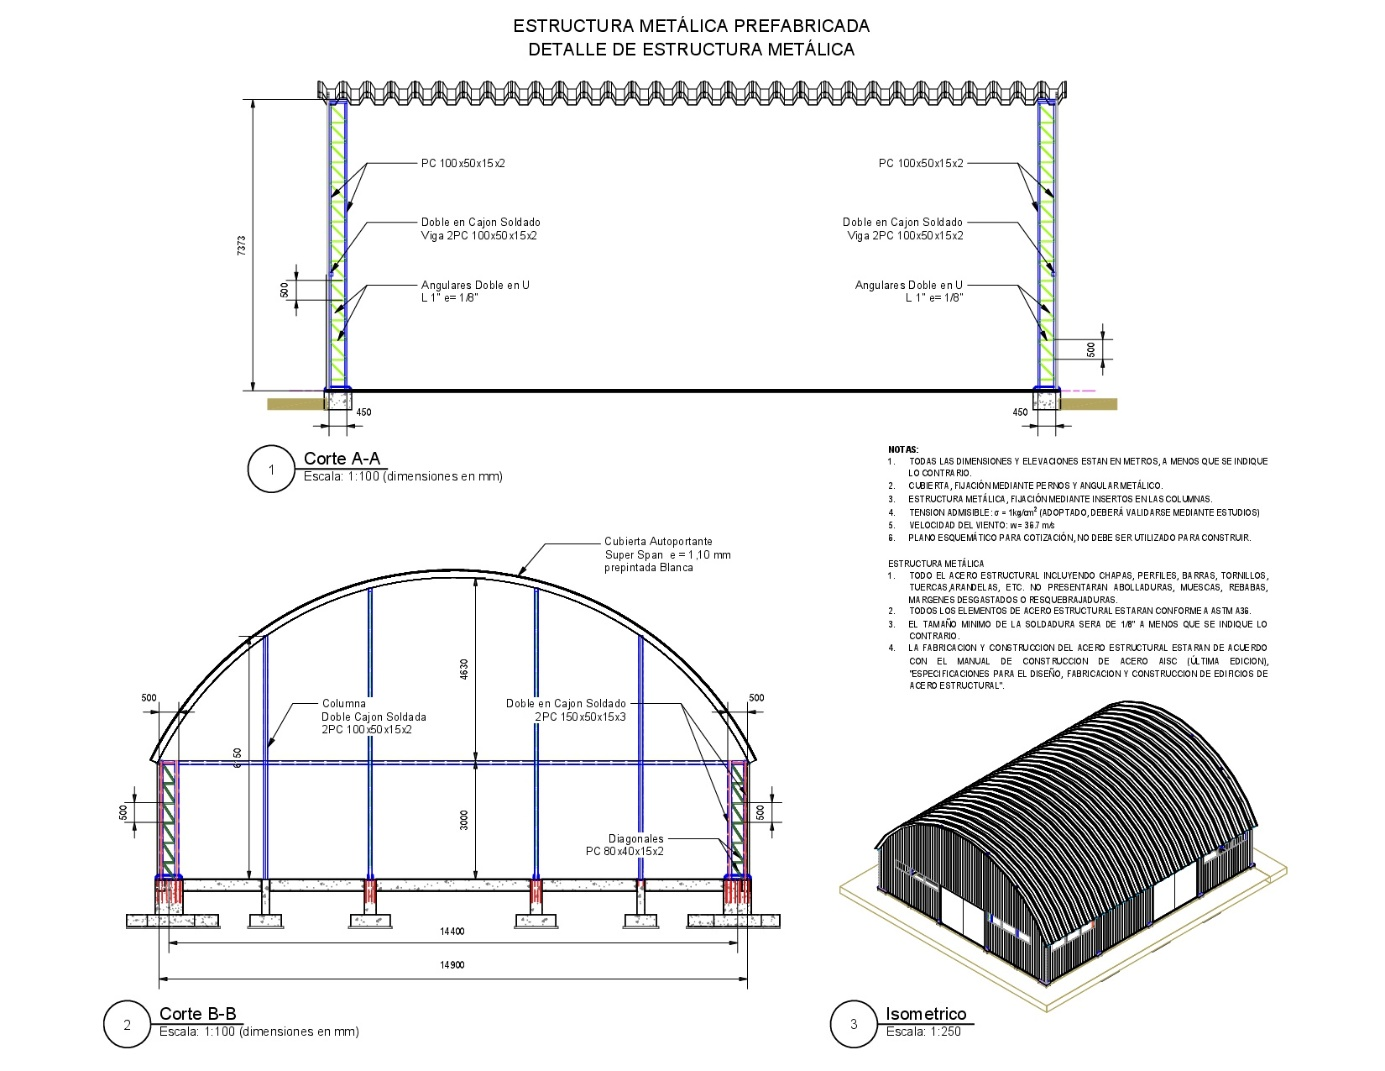 ESTRUCTURA METÁLICA PREFABRICADA
DETALLE DE ESTRUCTURA METÁLICA
PC 100x50x15x2
PC 100x50x15x2
Doble en Cajon Soldado
Viga 2PC 100x50x15x2
Doble en Cajon Soldado
Viga 2PC 100x50x15x2
7373
500
Angulares Doble en U
L 1" e= 1/8"
Angulares Doble en U
L 1" e= 1/8"
500
450
450
1
Corte A-A
Escala: 1:100 (dimensiones en mm)
NOTAS:
1. TODAS LAS DIMENSIONES Y ELEVACIONES ESTAN EN METROS, A MENOS QUE SE INDIQUE
LO CONTRARIO.
2. CUBIERTA, FIJACIÓN MEDIANTE PERNOS Y ANGULAR METÁLICO.
3. ESTRUCTURA METÁLICA, FIJACIÓN MEDIANTE INSERTOS EN LAS COLUMNAS.
4. TENSION ADMISIBLE: σ = 1kg/cm² (ADOPTADO, DEBERÁ VALIDARSE MEDIANTE ESTUDIOS)
5. VELOCIDAD DEL VIENTO: w= 36.7 m/s
6. PLANO ESQUEMÁTICO PARA COTIZACIÓN, NO DEBE SER UTILIZADO PARA CONSTRUIR.
ESTRUCTURA METÁLICA
1. TODO EL ACERO ESTRUCTURAL INCLUYENDO CHAPAS, PERFILES, BARRAS, TORNILLOS,
TUERCAS,ARANDELAS, ETC. NO PRESENTARAN ABOLLADURAS, MUESCAS, REBABAS,
MARGENES DESGASTADOS O RESQUEBRAJADURAS.
2. TODOS LOS ELEMENTOS DE ACERO ESTRUCTURAL ESTARAN CONFORME A ASTM A36.
3. EL TAMAÑO MINIMO DE LA SOLDADURA SERA DE 1/8" A MENOS QUE SE INDIQUE LO
CONTRARIO.
4. LA FABRICACION Y CONSTRUCCION DEL ACERO ESTRUCTURAL ESTARAN DE ACUERDO
CON EL MANUAL DE CONSTRUCCION DE ACERO AISC (ÚLTIMA EDICION),
"ESPECIFICACIONES PARA EL DISEÑO, FABRICACION Y CONSTRUCCION DE EDIFICIOS DE
ACERO ESTRUCTURAL".
Cubierta Autoportante
Super Span e = 1,10 mm
prepintada Blanca
4630
500
500
Columna
Doble Cajon Soldada
2PC 100x50x15x2
Doble en Cajon Soldado
2PC 150x50x15x3
500
3000
500
Diagonales
PC 80x40x15x2
14400
14900
2
Corte B-B
Escala: 1:100 (dimensiones en mm)
3
Isometrico
Escala: 1:250